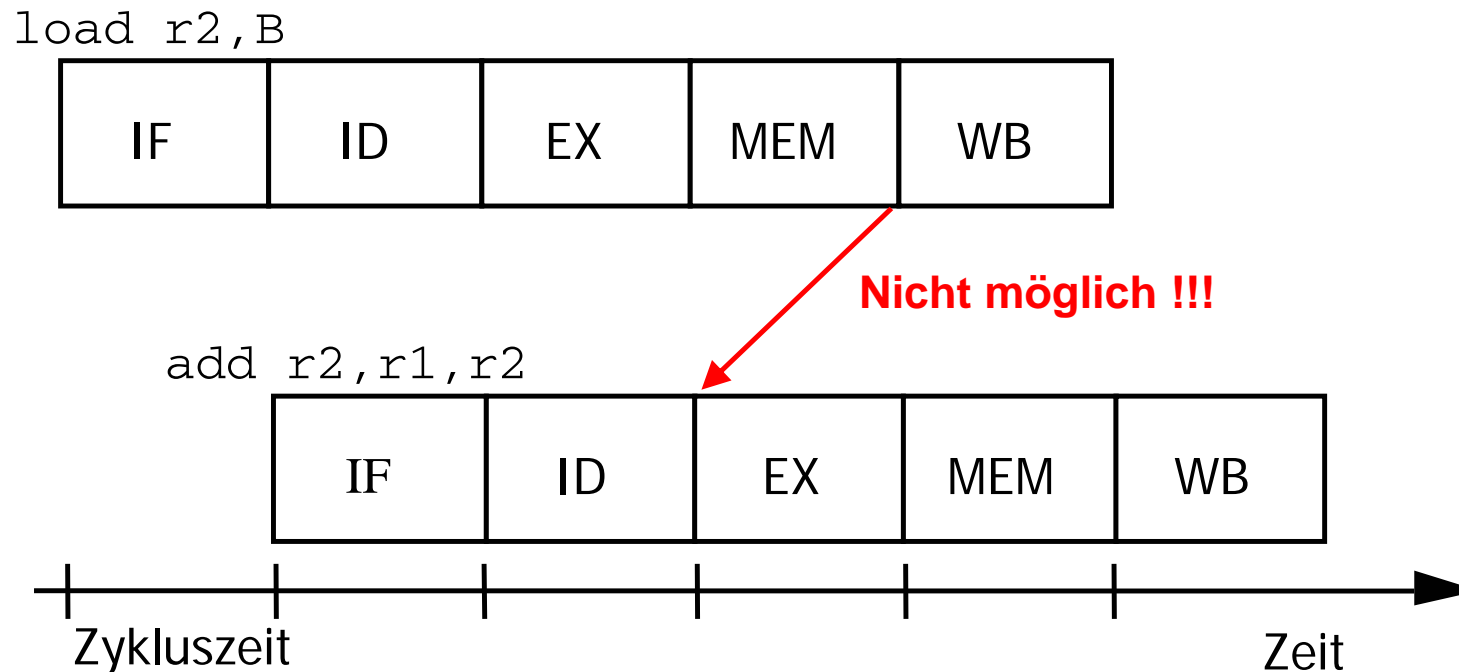 load r2,B
IF ID EX MEM WB
Nicht möglich !!!
add r2,r1,r2
IF ID EX MEM WB
Zykluszeit Zeit